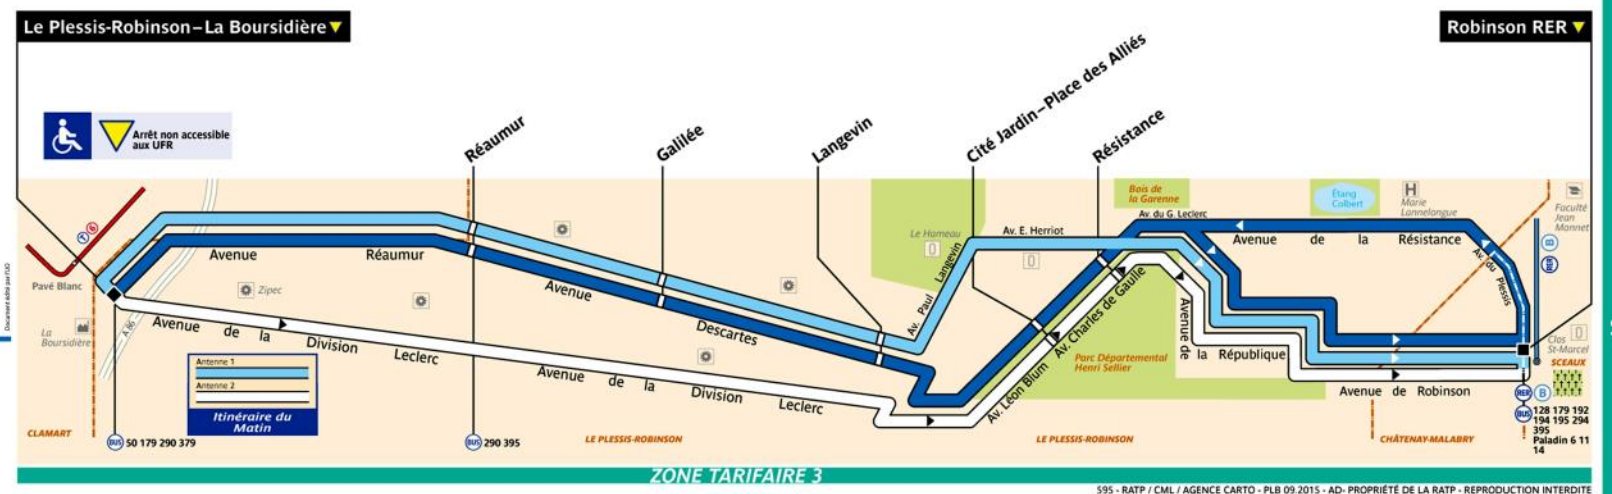 Le Plessis-Robinson–La Boursidière
Robinson RER
Arrêt non accessible
aux UFR
Réaumur
Galilée
Langevin
Cité Jardin–Place des Alliés
Résistance
Bois de
la Garenne
Étang
Colbert
H
Marie
Lannelongue
Faculté
Jean
Monnet
T 6
Pavé Blanc
La
Boursidière
A 86
Zipec
Avenue Réaumur
Avenue Descartes
Avenue de la Division Leclerc
Avenue de la Division Leclerc
Le Hameau
Av. Paul Langevin
Av. E. Herriot
Av. du G. Leclerc
Avenue de la Résistance
Av. du Plessis
B
RER
Av. Charles de Gaulle
Av. Léon Blum
Avenue de la République
Avenue de Robinson
Parc Départemental
Henri Sellier
Clos
St-Marcel
SCEAUX
Antenne 1
Antenne 2
Itinéraire du
Matin
CLAMART
BUS 50 179 290 379
BUS 290 395
LE PLESSIS-ROBINSON
LE PLESSIS-ROBINSON
CHÂTENAY-MALABRY
RER B
BUS 128 179 192
194 195 294
395
Paladin 6 11
14
ZONE TARIFAIRE 3
595 - RATP / CML / AGENCE CARTO - PLB 09.2015 - AD- PROPRIÉTÉ DE LA RATP - REPRODUCTION INTERDITE